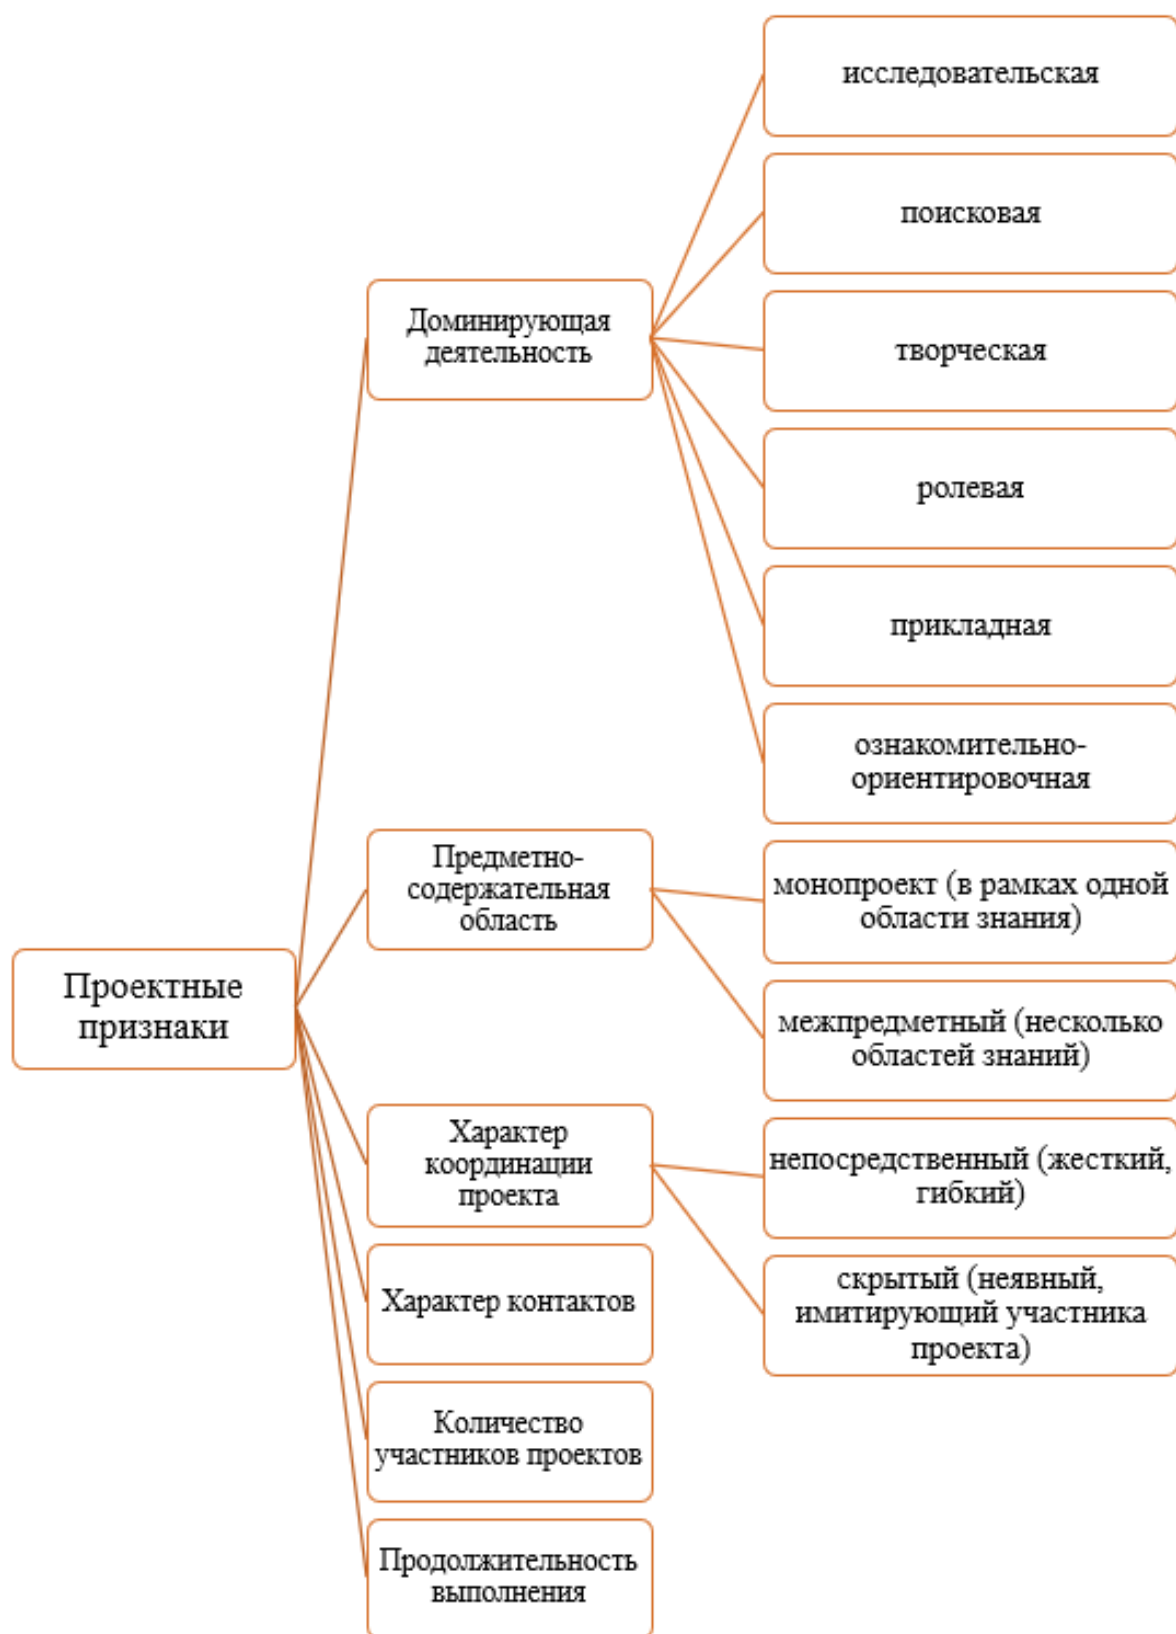 Проектные
признаки
Доминирующая
деятельность
исследовательская
поисковая
творческая
ролевая
прикладная
ознакомительно-
ориентировочная
Предметно-
содержательная
область
монопроект (в рамках одной
области знания)
межпредметный (несколько
областей знаний)
Характер
координации
проекта
непосредственный (жесткий,
гибкий)
скрытый (неявный,
имитирующий участника
проекта)
Характер контактов
Количество
участников проектов
Продолжительность
выполнения